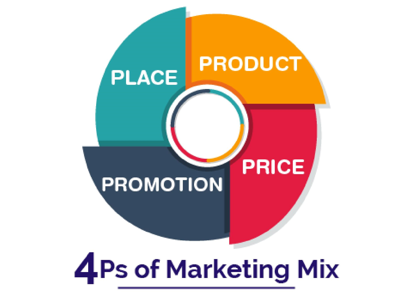 PLACE
PRODUCT
PROMOTION
PRICE
4Ps of Marketing Mix